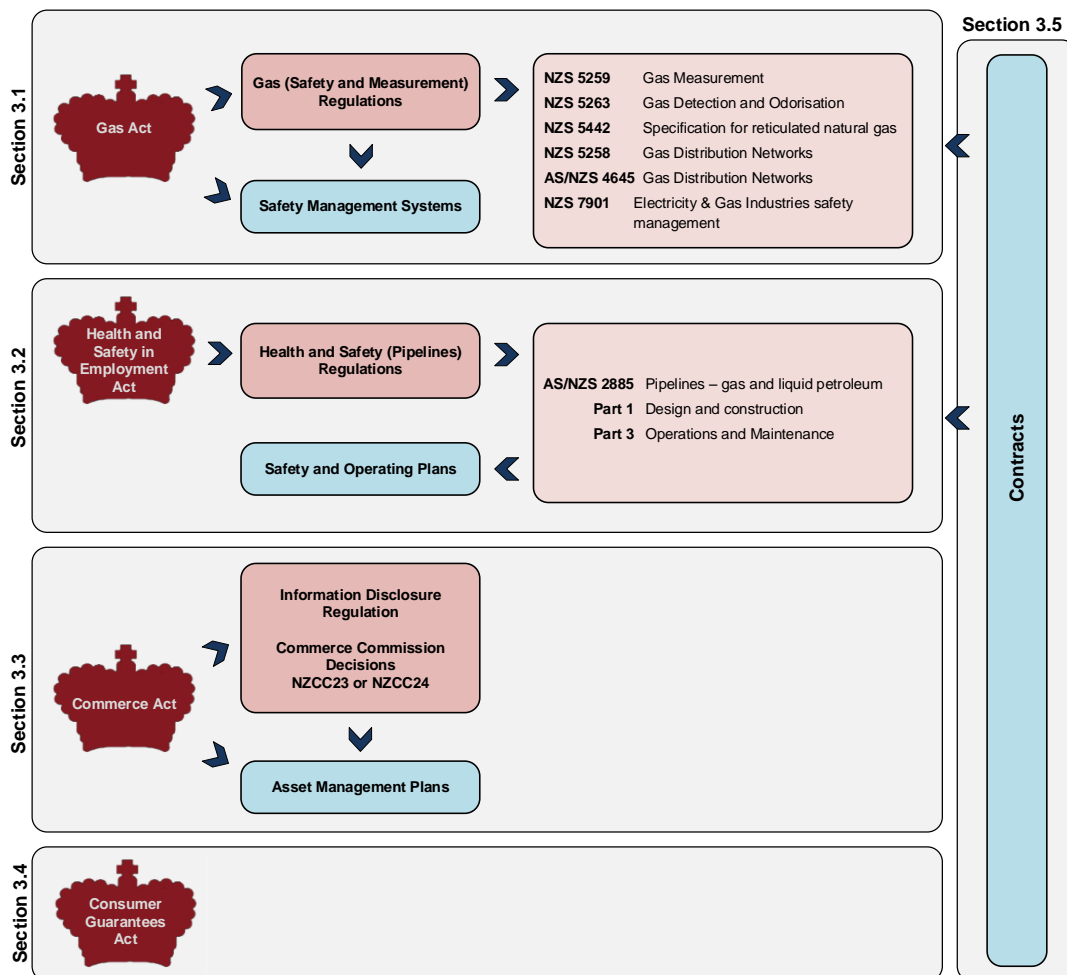 Section 3.5
Section 3.1
Gas Act
Gas (Safety and Measurement)
Regulations
Safety Management Systems
NZS 5259 Gas Measurement
NZS 5263 Gas Detection and Odorisation
NZS 5442 Specification for reticulated natural gas
NZS 5258 Gas Distribution Networks
AS/NZS 4645 Gas Distribution Networks
NZS 7901 Electricity & Gas Industries safety
management
Section 3.2
Health and
Safety in
Employment
Act
Health and Safety (Pipelines)
Regulations
Safety and Operating Plans
AS/NZS 2885 Pipelines – gas and liquid petroleum
Part 1 Design and construction
Part 3 Operations and Maintenance
Section 3.3
Commerce Act
Information Disclosure
Regulation
Commerce Commission
Decisions
NZCC23 or NZCC24
Asset Management Plans
Section 3.4
Consumer
Guarantees
Act
Contracts